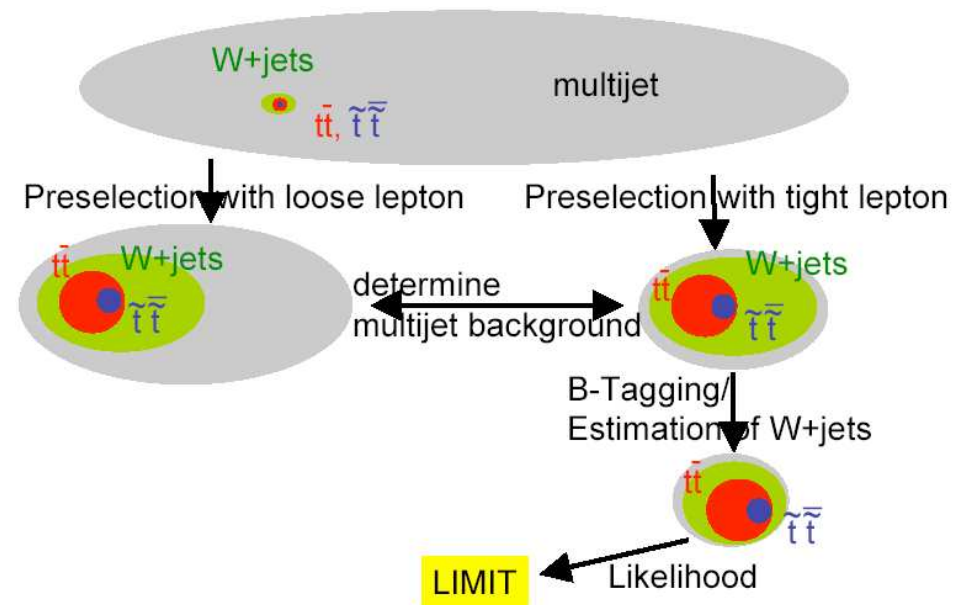 W+jets
multijet
tt̄, t̃t̃̄
Preselection with loose lepton
Preselection with tight lepton
tt̄
W+jets
t̃t̃̄
determine
multijet background
tt̄
W+jets
t̃t̃̄
B-Tagging/
Estimation of W+jets
tt̄
t̃t̃̄
LIMIT
Likelihood